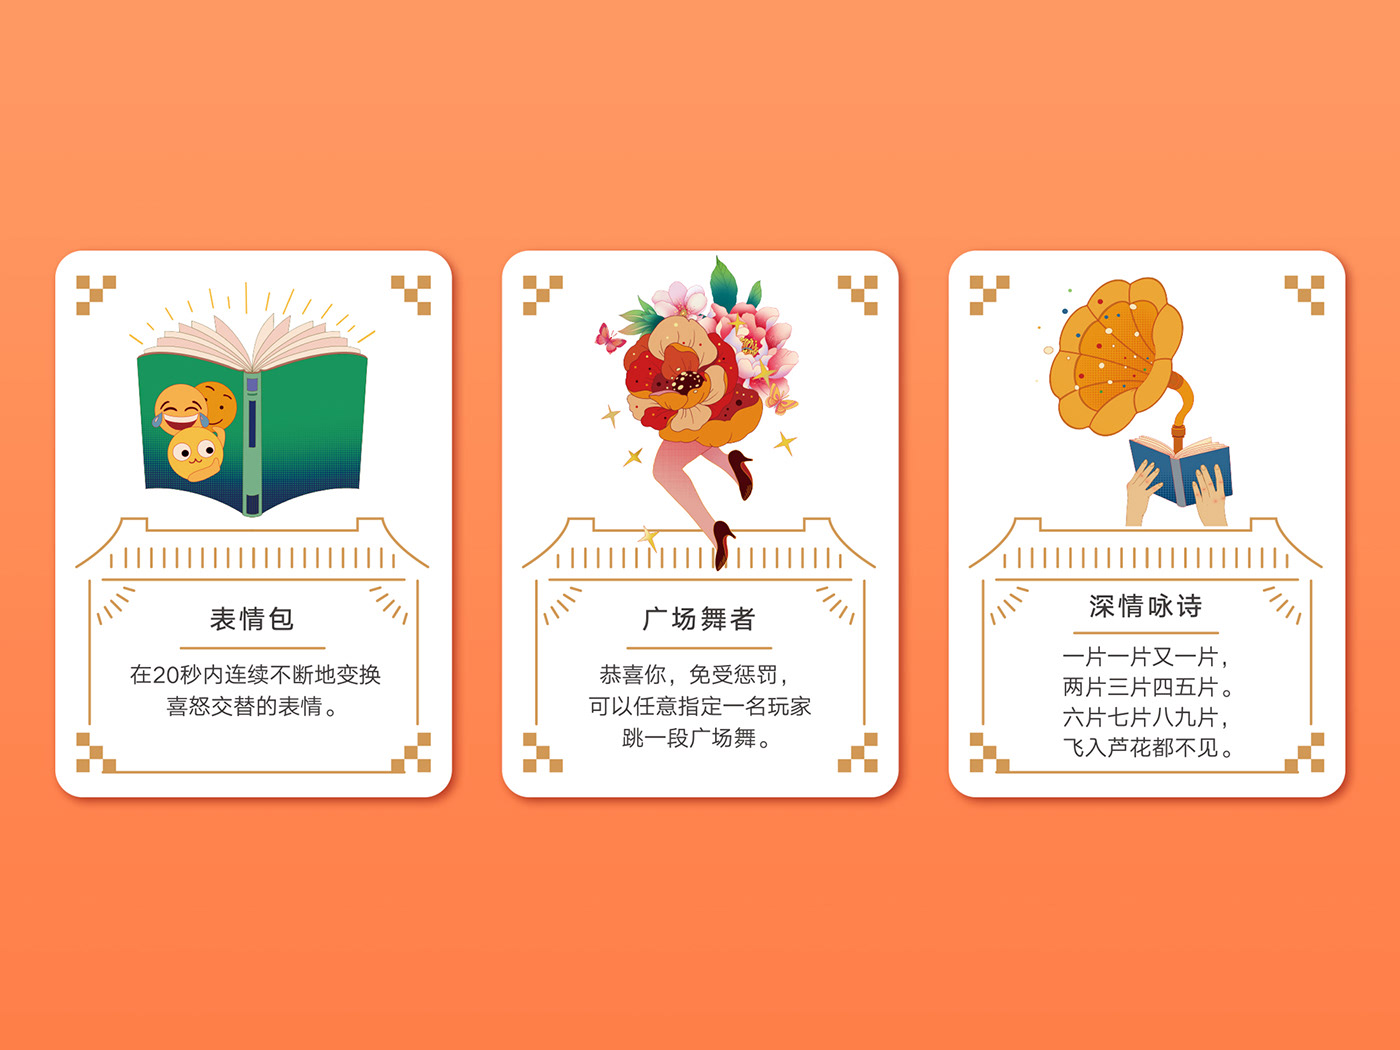 表情包
在20秒内连续不断地变换
喜怒交替的表情。
广场舞者
恭喜你，免受惩罚，
可以任意指定一名玩家
跳一段广场舞。
深情咏诗
一片一片又一片，
两片三片四五片。
六片七片八九片，
飞入芦花都不见。